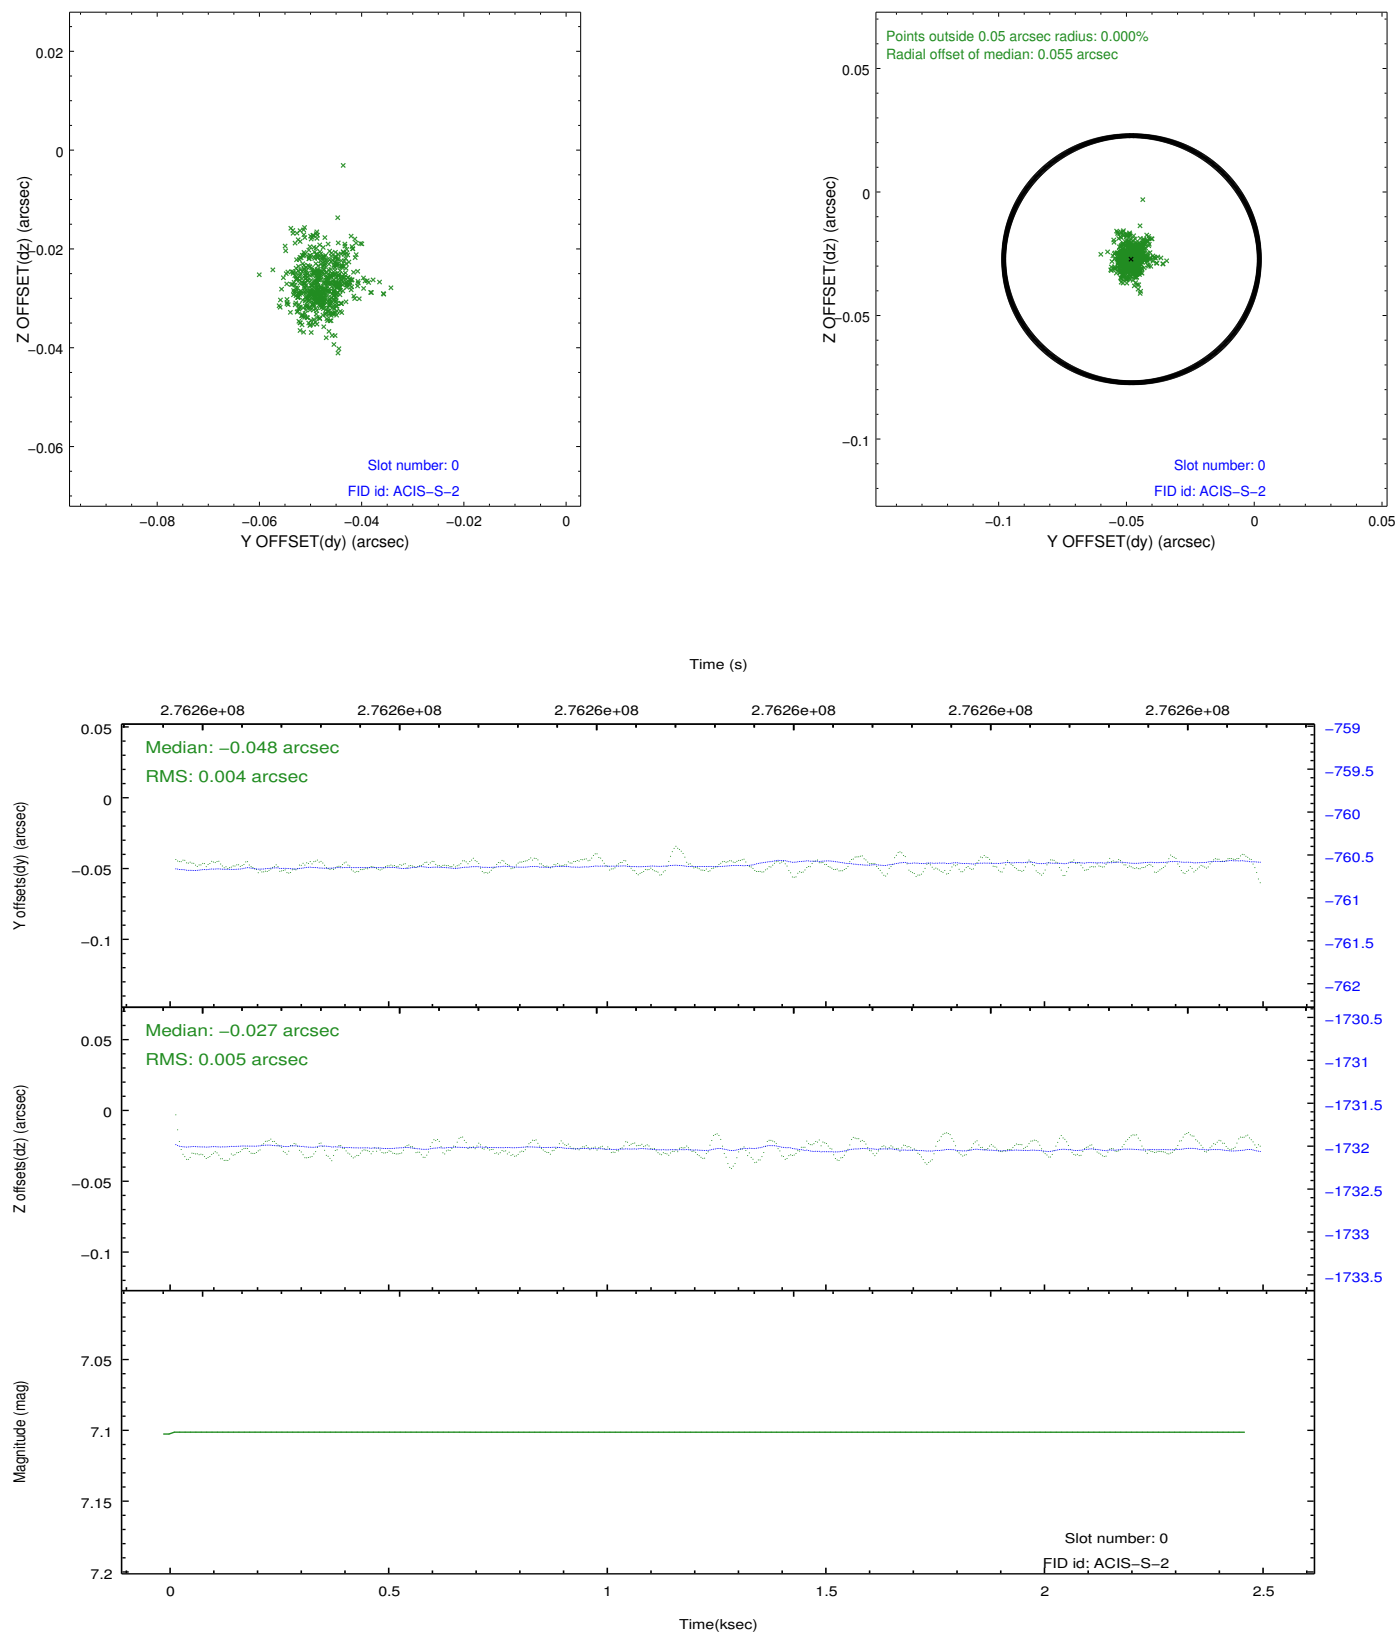 0.02
0
−0.02
−0.04
−0.06
Z OFFSET(dz) (arcsec)
Slot number: 0
FID id: ACIS−S−2
−0.08
−0.06
−0.04
−0.02
0
Y OFFSET(dy) (arcsec)
Points outside 0.05 arcsec radius: 0.000%
Radial offset of median: 0.055 arcsec
0.05
0
−0.05
−0.1
Z OFFSET(dz) (arcsec)
Slot number: 0
FID id: ACIS−S−2
−0.1
−0.05
0
0.05
Y OFFSET(dy) (arcsec)
Time (s)
2.7626e+08
2.7626e+08
2.7626e+08
2.7626e+08
2.7626e+08
2.7626e+08
Median: −0.048 arcsec
RMS: 0.004 arcsec
0.05
0
−0.05
−0.1
Y offsets(dy) (arcsec)
−759
−759.5
−760
−760.5
−761
−761.5
−762
Median: −0.027 arcsec
RMS: 0.005 arcsec
0.05
0
−0.05
−0.1
Z offsets(dz) (arcsec)
−1730.5
−1731
−1731.5
−1732
−1732.5
−1733
−1733.5
7.05
7.1
7.15
7.2
Magnitude (mag)
Slot number: 0
FID id: ACIS−S−2
0
0.5
1
1.5
2
2.5
Time(ksec)